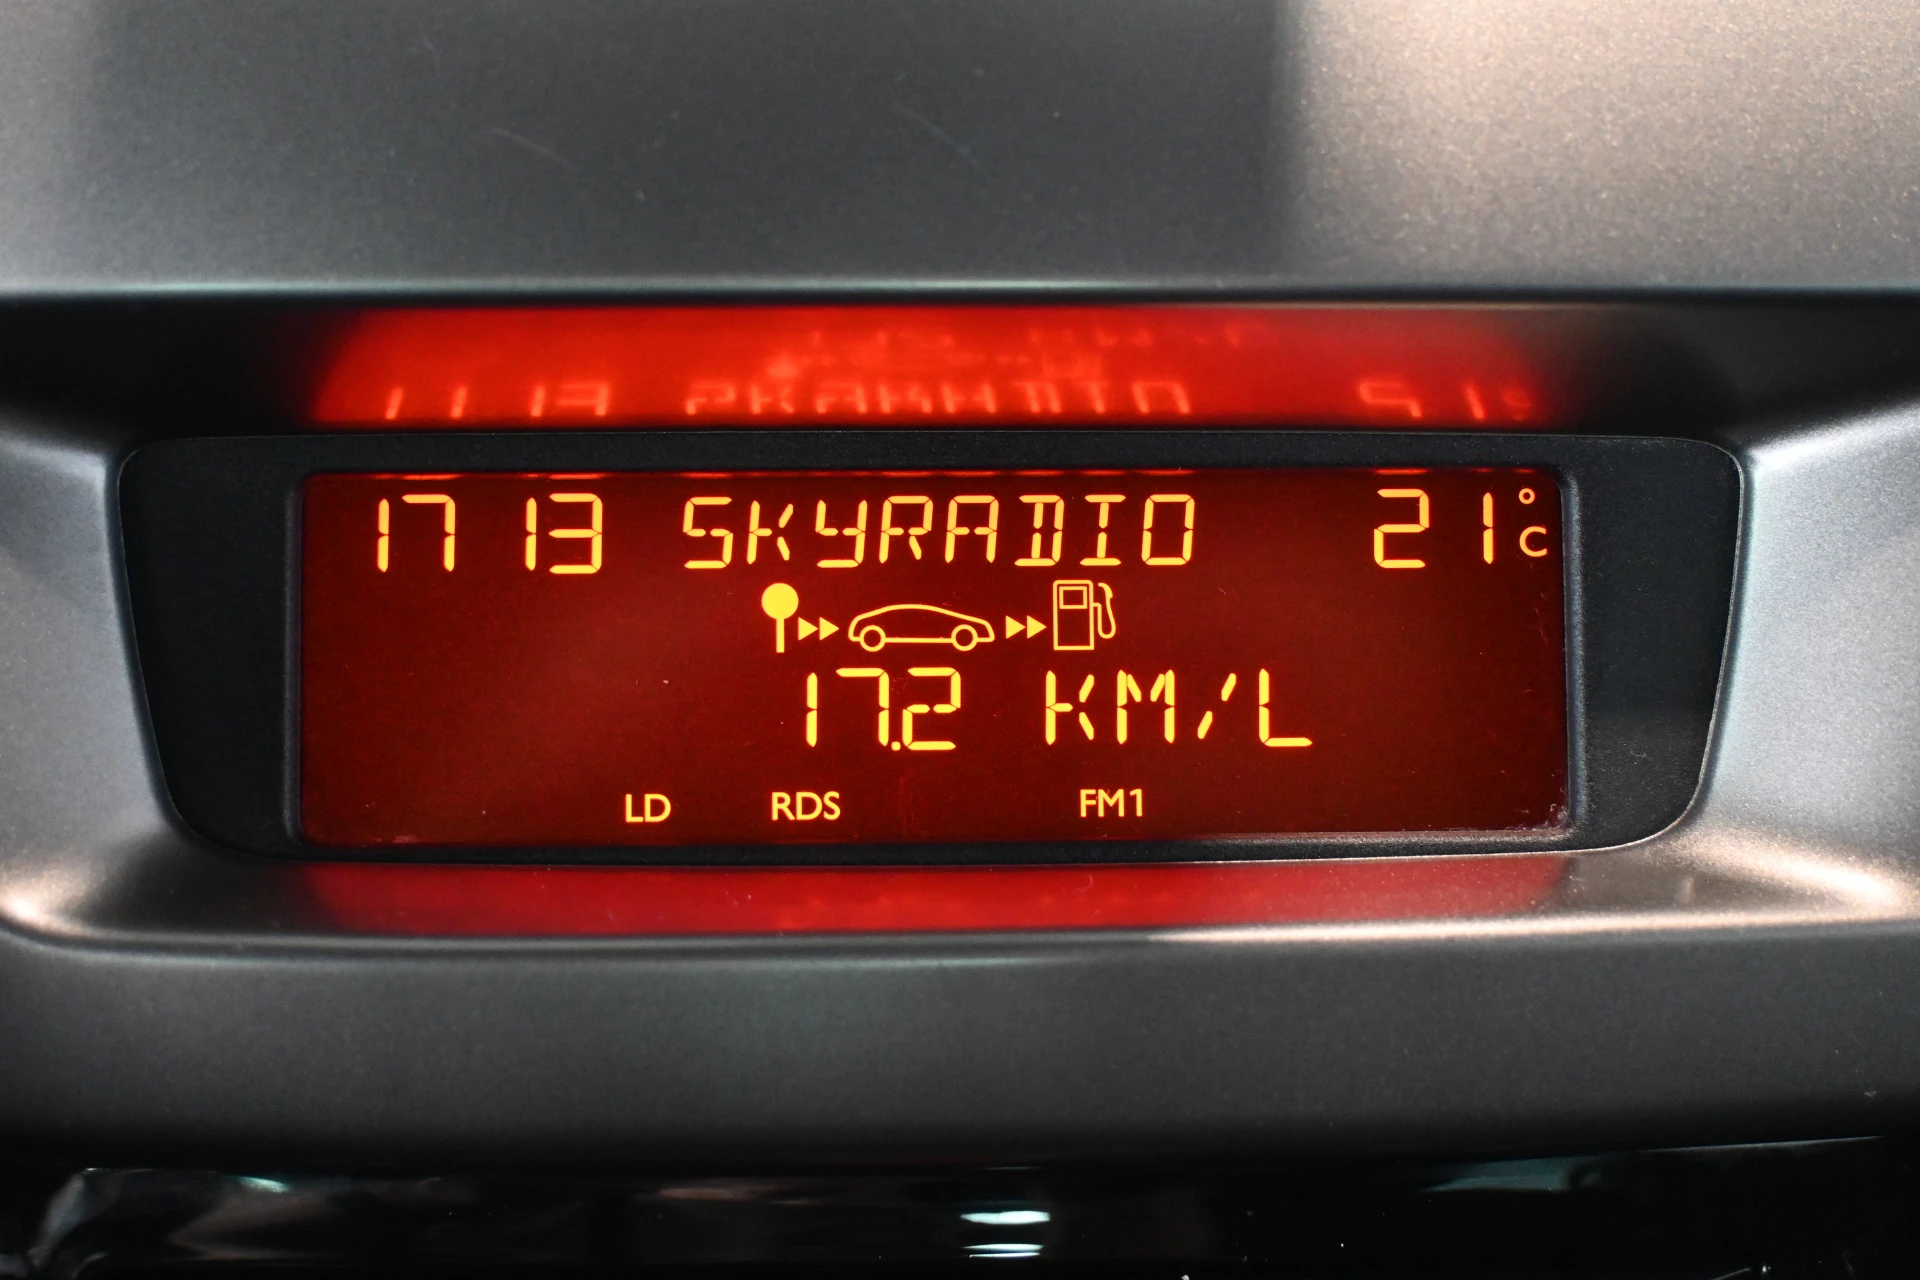 17 13 SKYRADIO 21°C
17.2 KM/L
LD RDS FM1